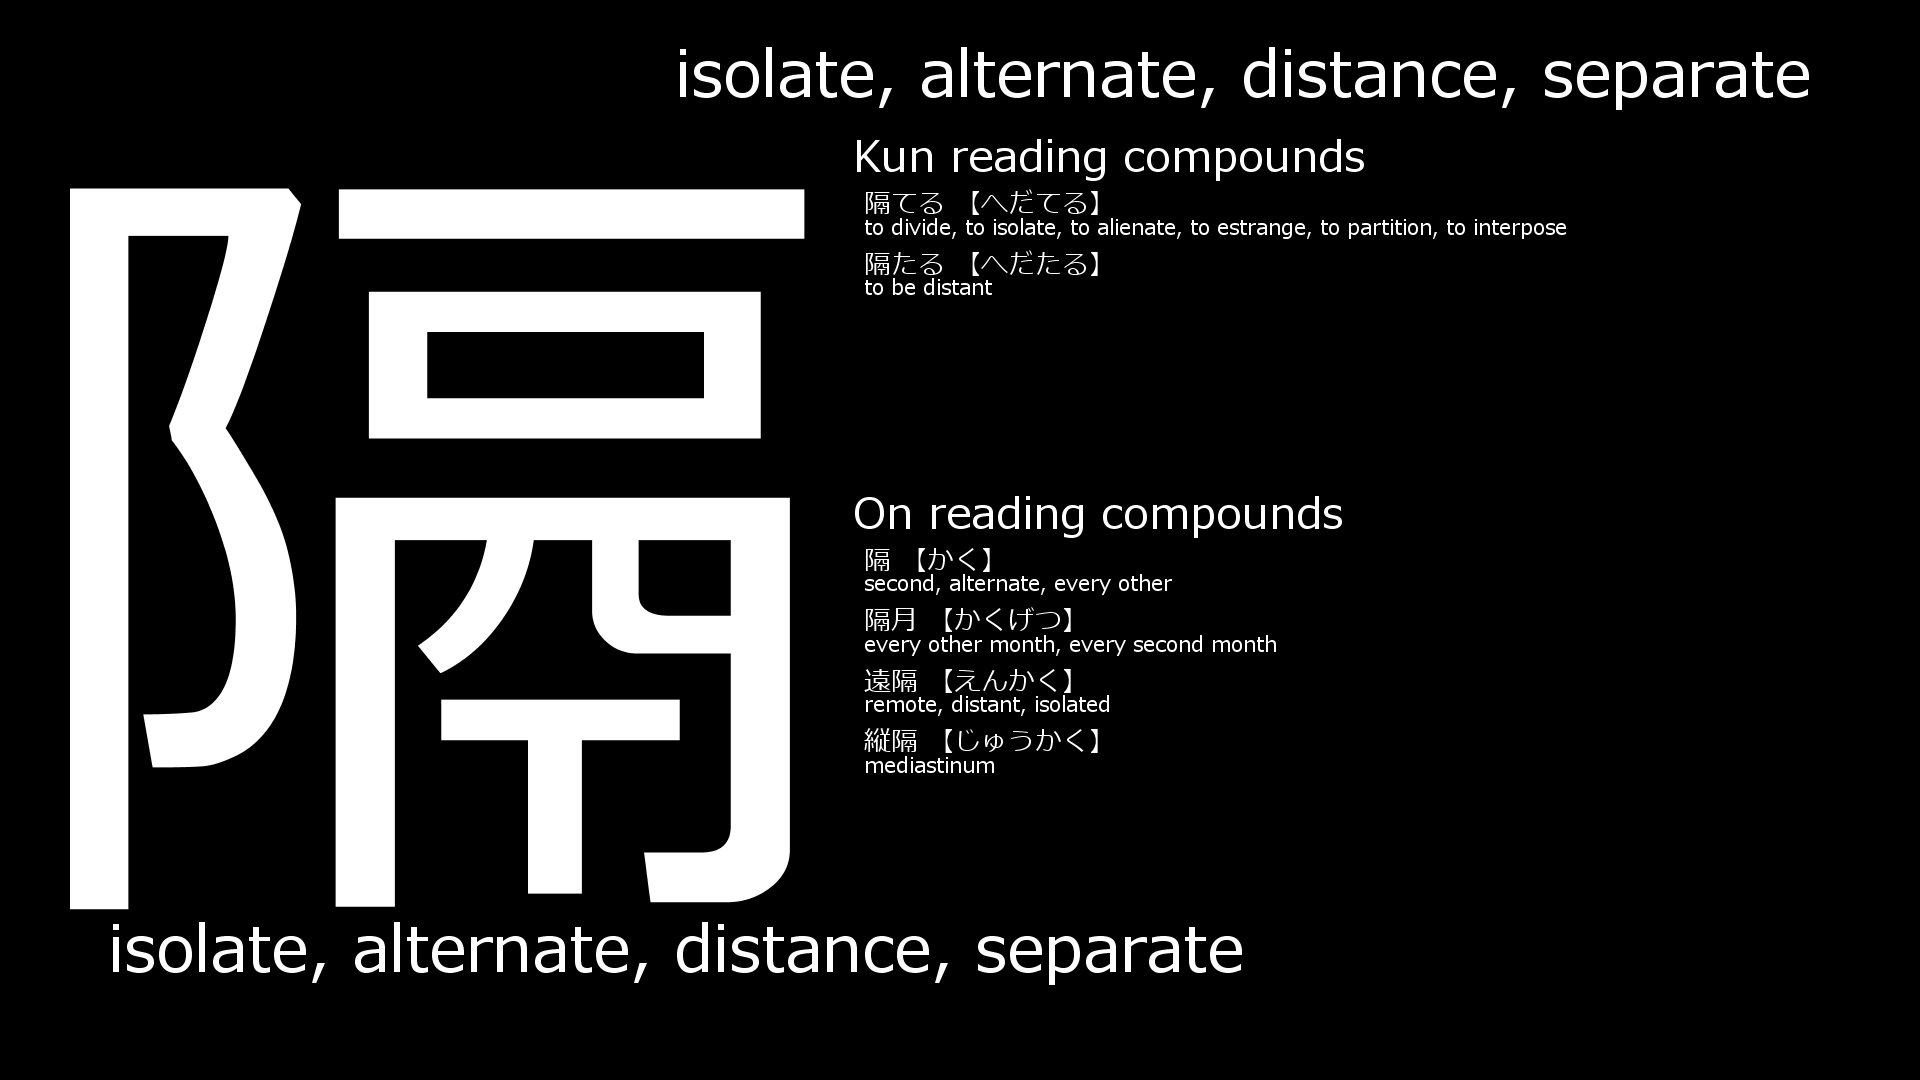 isolate, alternate, distance, separate
隔
Kun reading compounds
隔てる 【へだてる】
to divide, to isolate, to alienate, to estrange, to partition, to interpose
隔たる 【へだたる】
to be distant
On reading compounds
隔 【かく】
second, alternate, every other
隔月 【かくげつ】
every other month, every second month
遠隔 【えんかく】
remote, distant, isolated
縦隔 【じゅうかく】
mediastinum
isolate, alternate, distance, separate